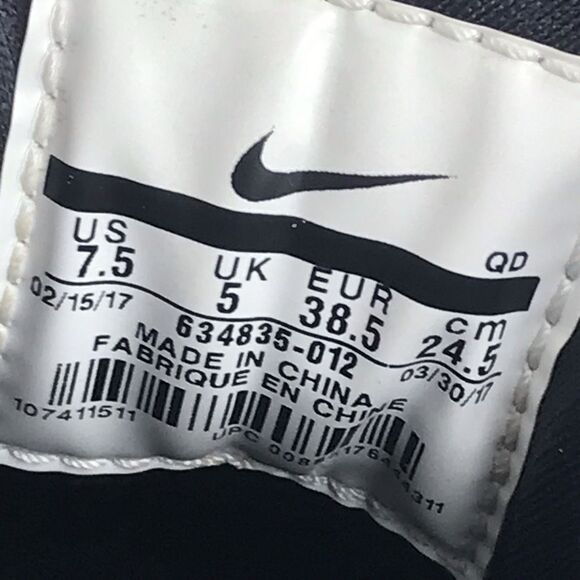 QD
US UK EUR cm
7.5 5 38.5 24.5
02/15/17 634835-012 03/30/17
MADE IN CHINA
FABRIQUE EN CHINE
107411511
UPC